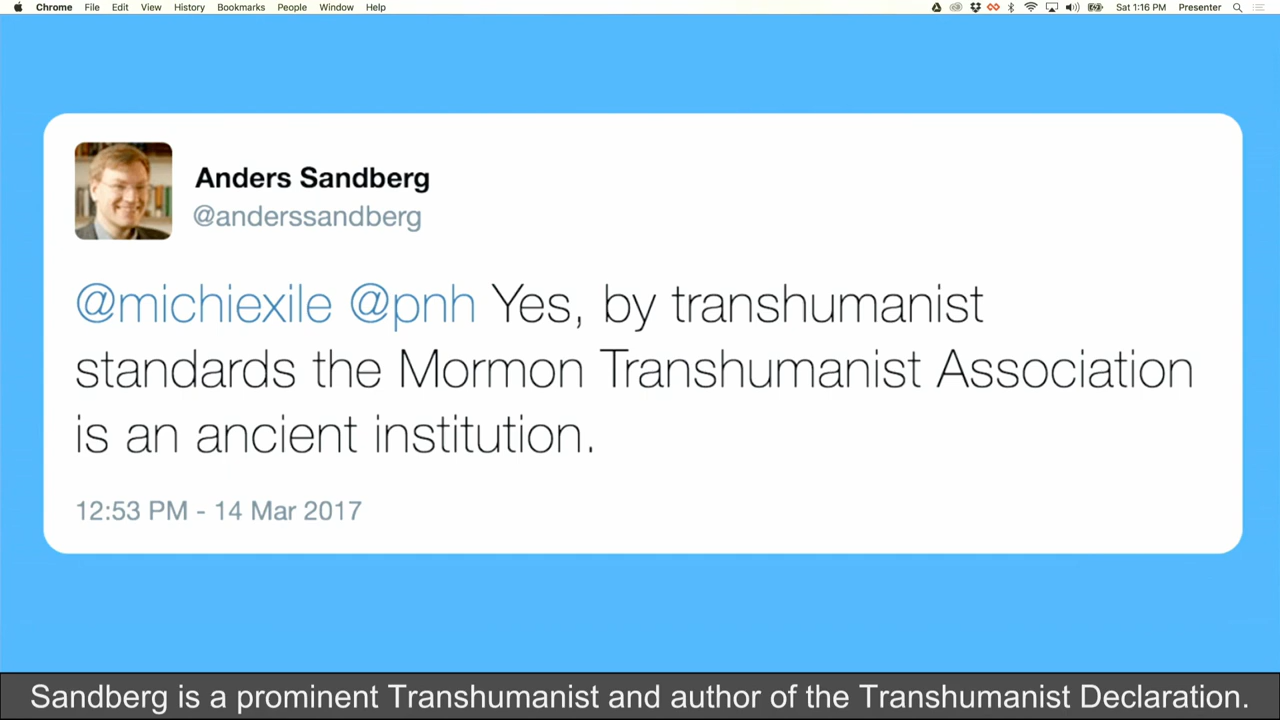 Chrome File Edit View History Bookmarks People Window Help Sat 1:16 PM Presenter
Anders Sandberg
@anderssandberg
@michiexile @pnh Yes, by transhumanist
standards the Mormon Transhumanist Association
is an ancient institution.
12:53 PM - 14 Mar 2017
Sandberg is a prominent Transhumanist and author of the Transhumanist Declaration.